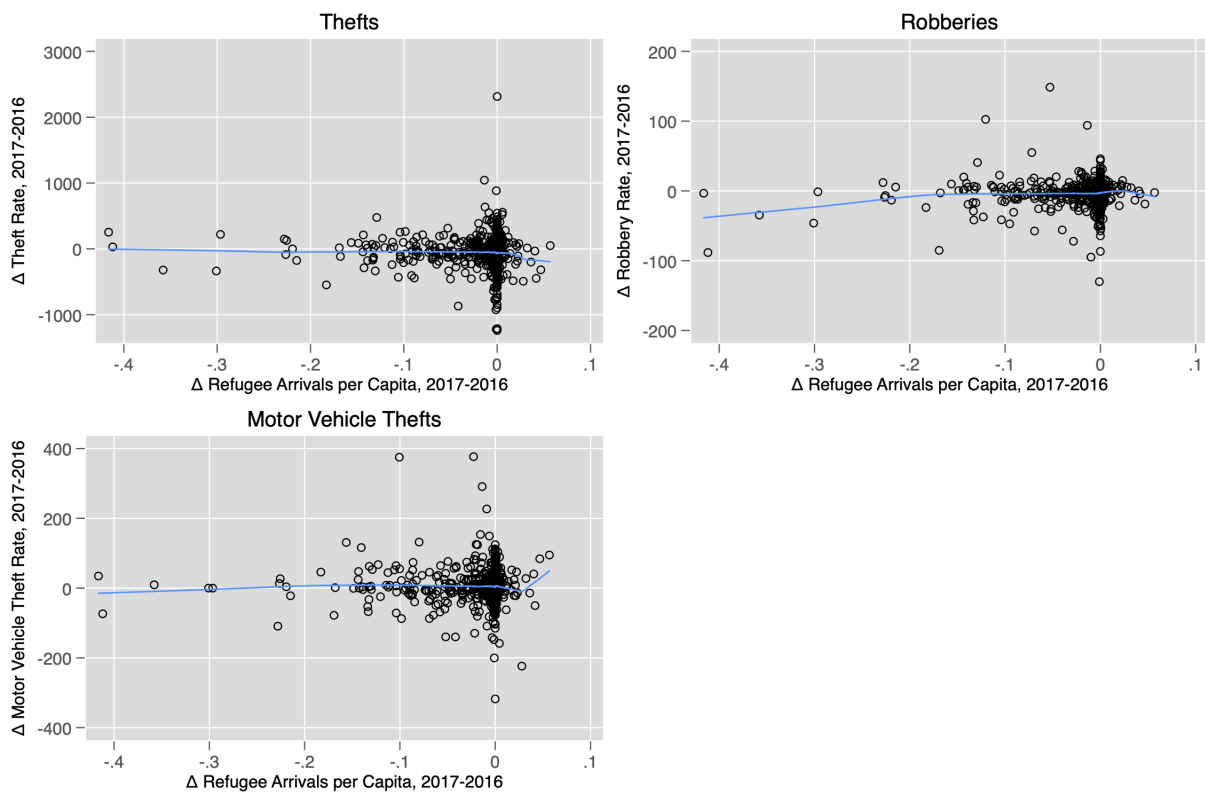 Thefts
3000
2000
1000
0
-1000
Δ Theft Rate, 2017-2016
-.4 -.3 -.2 -.1 0 .1
Δ Refugee Arrivals per Capita, 2017-2016
Robberies
200
100
0
-100
-200
Δ Robbery Rate, 2017-2016
-.4 -.3 -.2 -.1 0 .1
Δ Refugee Arrivals per Capita, 2017-2016
Motor Vehicle Thefts
400
200
0
-200
-400
Δ Motor Vehicle Theft Rate, 2017-2016
-.4 -.3 -.2 -.1 0 .1
Δ Refugee Arrivals per Capita, 2017-2016